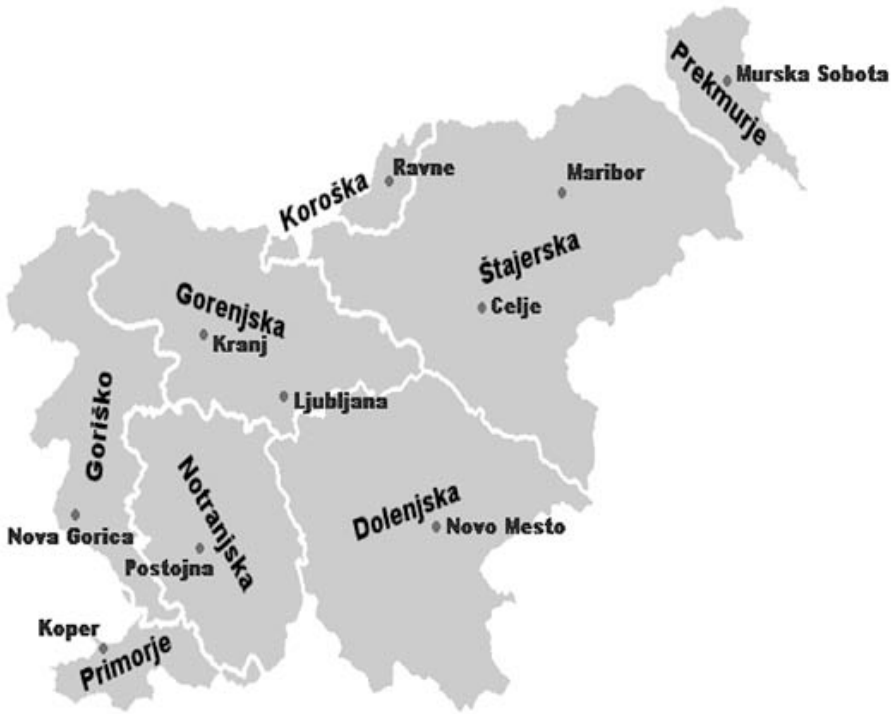 Prekmurje
Murska Sobota
Ravne
Maribor
Koroška
Štajerska
Gorenjska
Celje
Kranj
Ljubljana
Goriško
Notranjska
Dolenjska
Novo Mesto
Nova Gorica
Postojna
Koper
Primorje